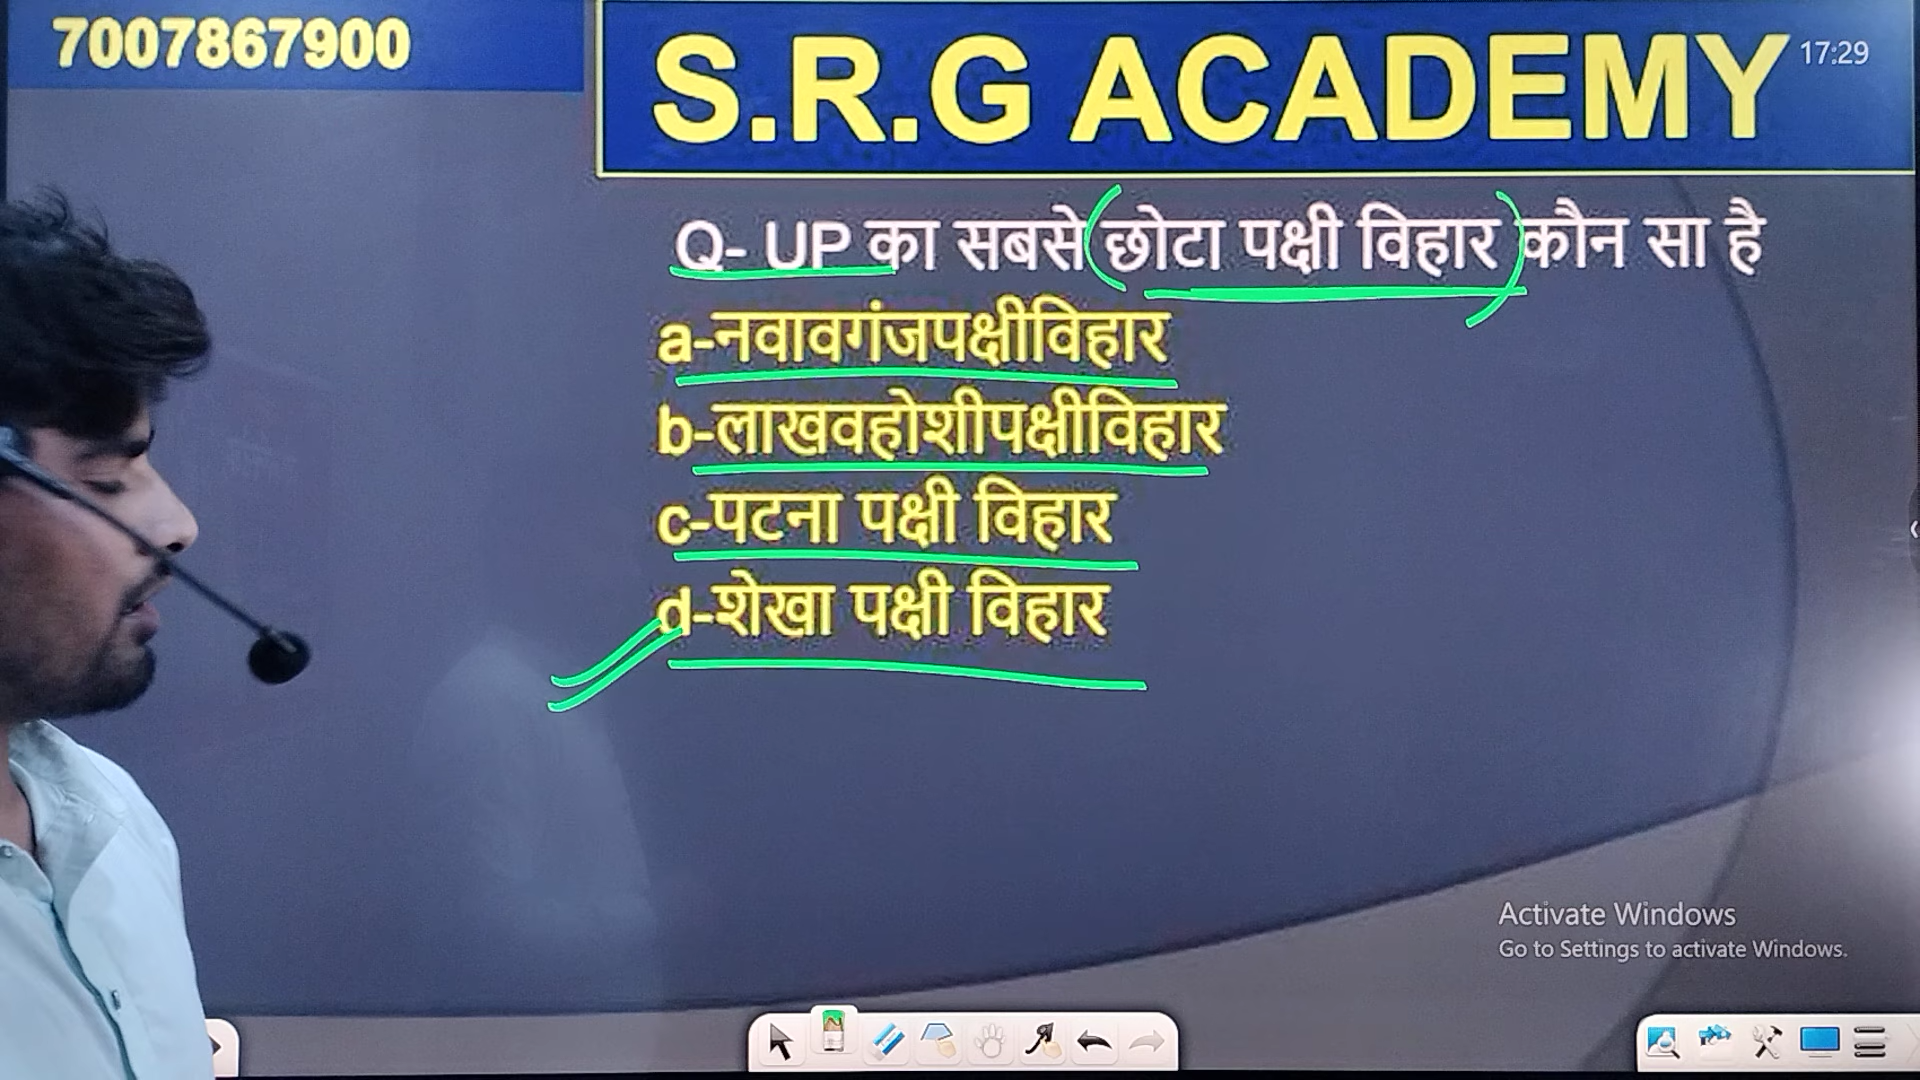 7007867900
S.R.G ACADEMY
17:29
Q- UP का सबसे छोटा पक्षी विहार कौन सा है
a-नवावगंजपक्षीविहार
b-लाखवहोशीपक्षीविहार
c-पटना पक्षी विहार
d-शेखा पक्षी विहार
Activate Windows
Go to Settings to activate Windows.